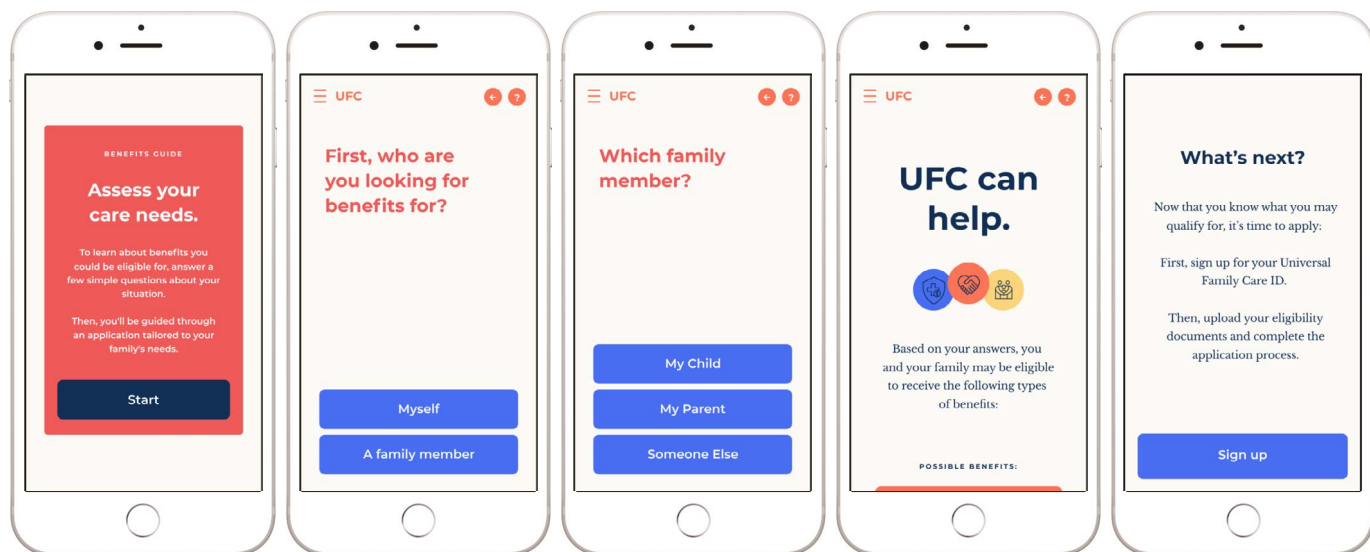 BENEFITS GUIDE
Assess your
care needs.
To learn about benefits you
could be eligible for, answer a
few simple questions about your
situation.
Then, you'll be guided through
an application tailored to your
family's needs.
Start
UFC
?
First, who are
you looking for
benefits for?
Myself
A family member
UFC
?
Which family
member?
My Child
My Parent
Someone Else
UFC
?
UFC can
help.
Based on your answers, you
and your family may be eligible
to receive the following types
of benefits:
POSSIBLE BENEFITS:
What's next?
Now that you know what you may
qualify for, it's time to apply:
First, sign up for your Universal
Family Care ID.
Then, upload your eligibility
documents and complete the
application process.
Sign up